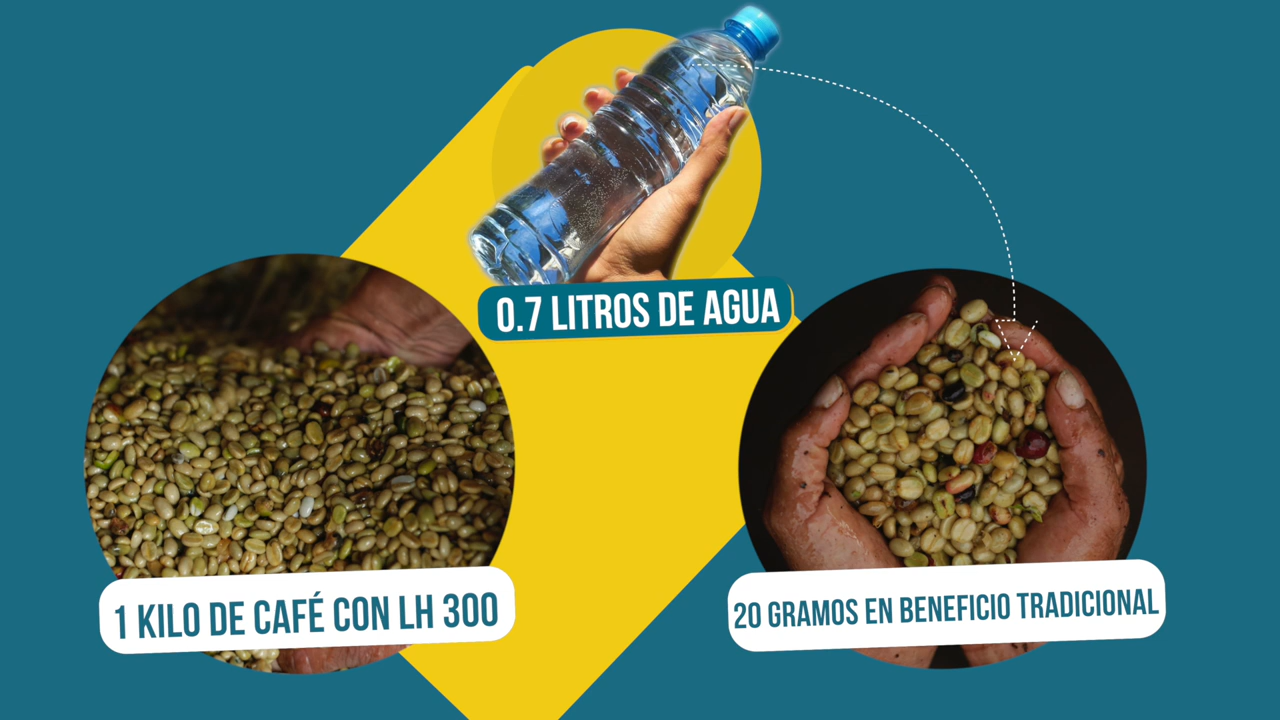 0.7 LITROS DE AGUA
1 KILO DE CAFÉ CON LH 300
20 GRAMOS EN BENEFICIO TRADICIONAL